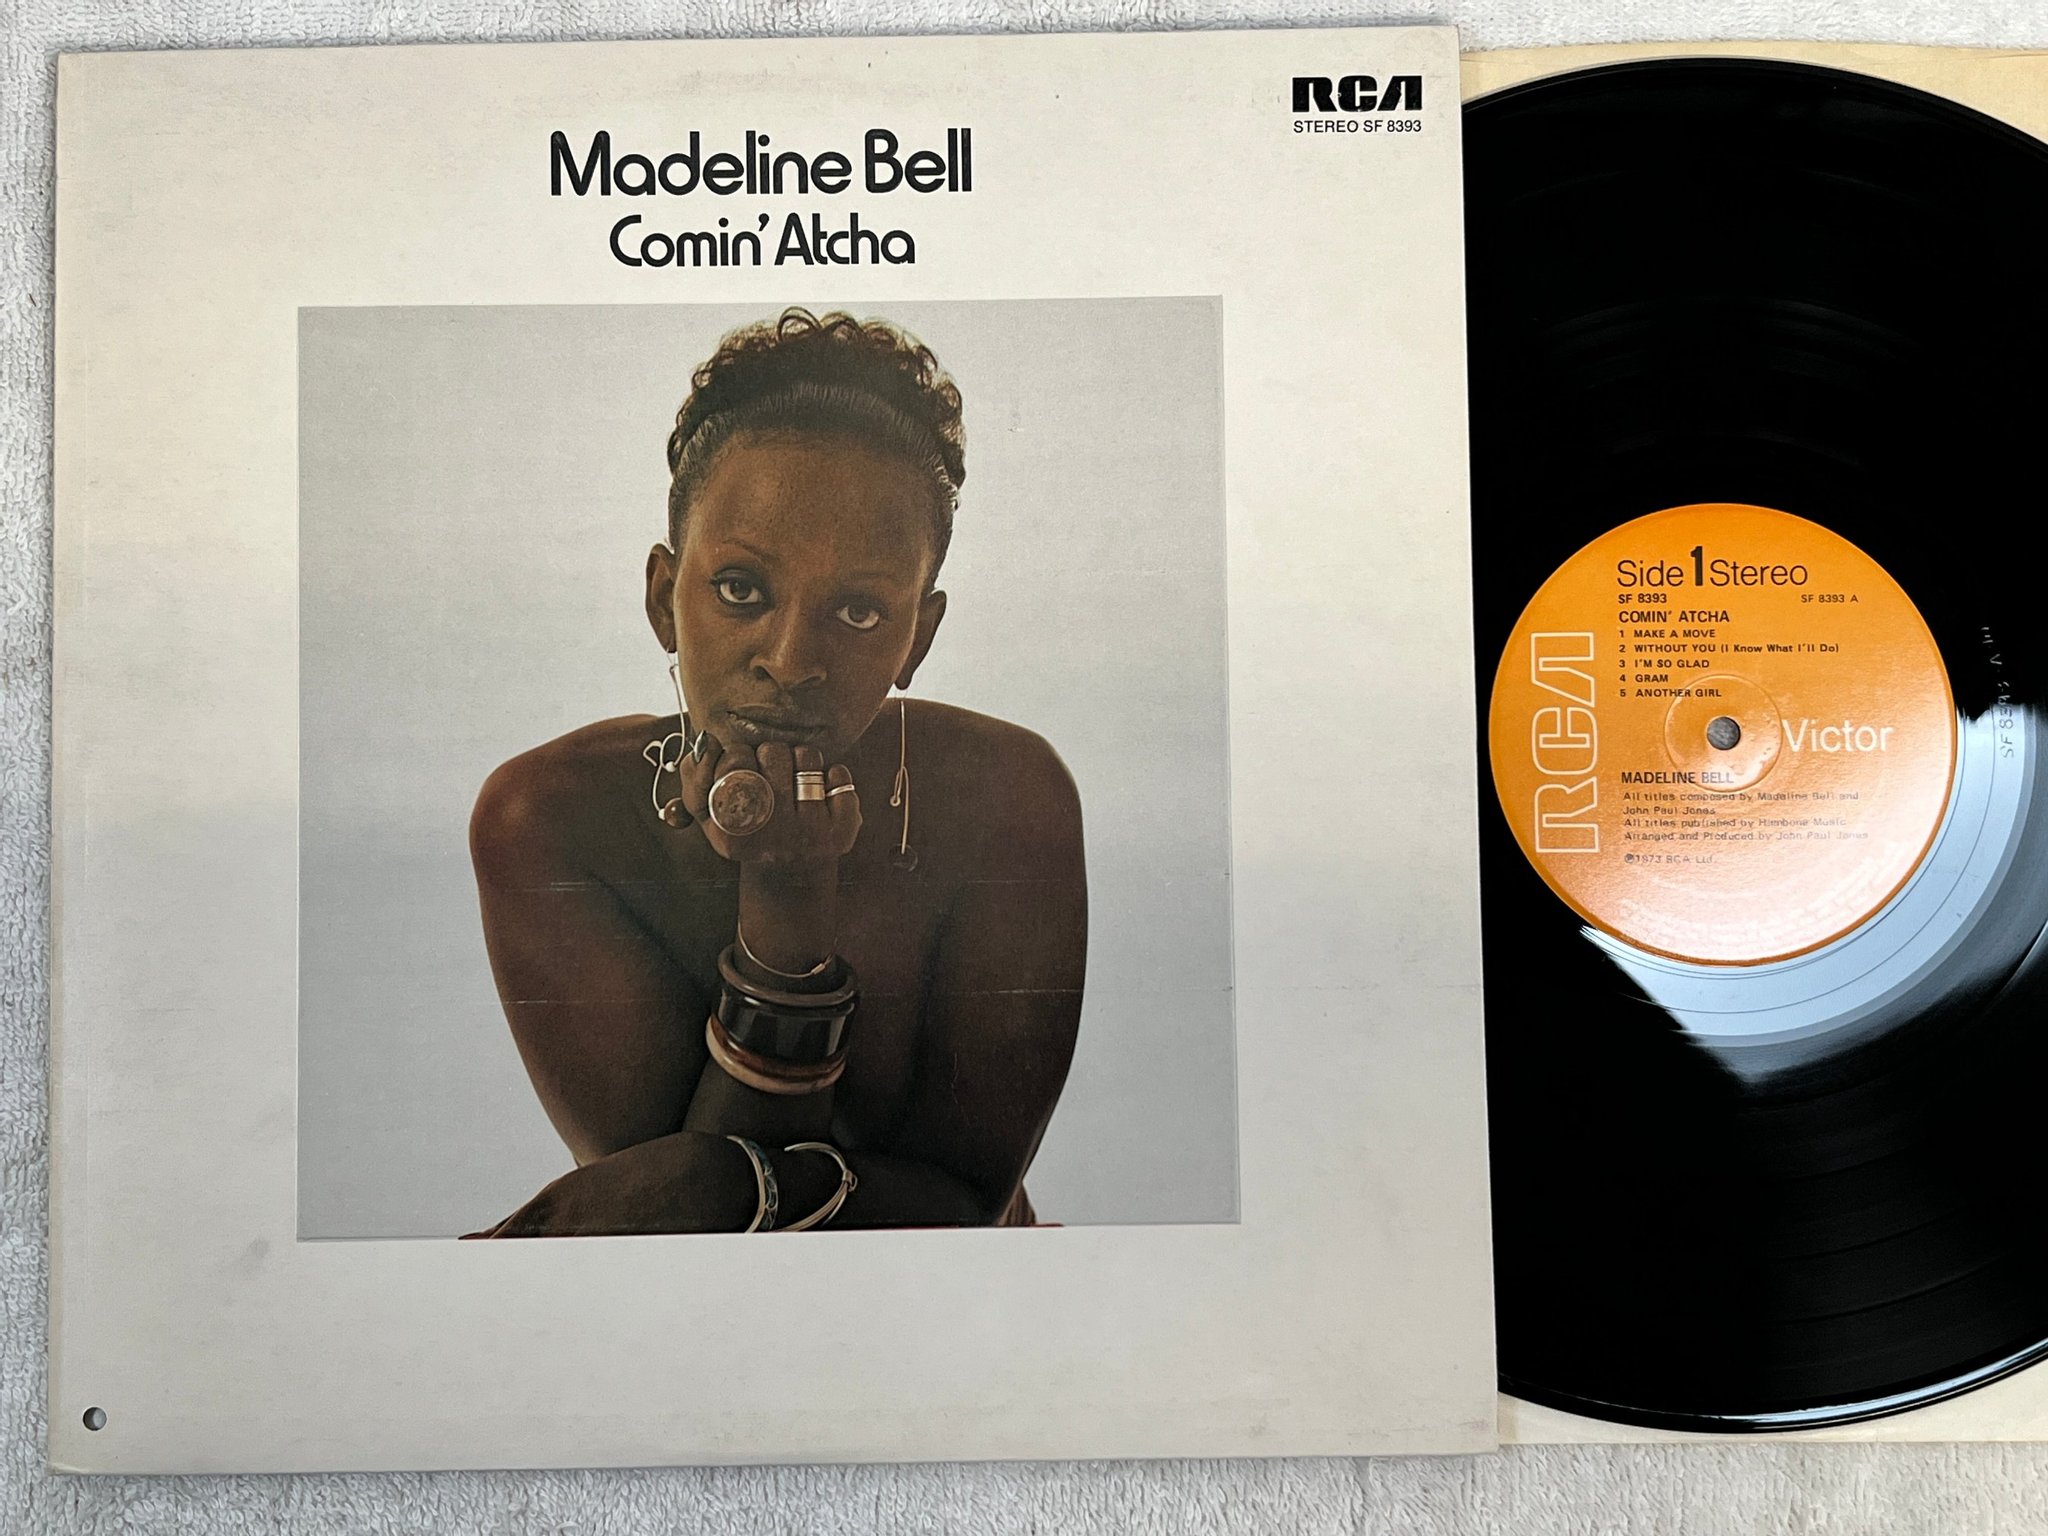 RCA
STEREO SF 8393
Madeline Bell
Comin' Atcha
Side 1 Stereo
SF 8393 SF 8393 A
COMIN' ATCHA
1 MAKE A MOVE
2 WITHOUT YOU (I Know What I'll Do)
3 I'M SO GLAD
4 GRAM
5 ANOTHER GIRL
RCA
Victor
MADELINE BELL
All titles composed by Madeline Bell and
John Paul Jones
All titles published by Hambone Music
Arranged and Produced by John Paul Jones
℗1973 RCA Ltd.